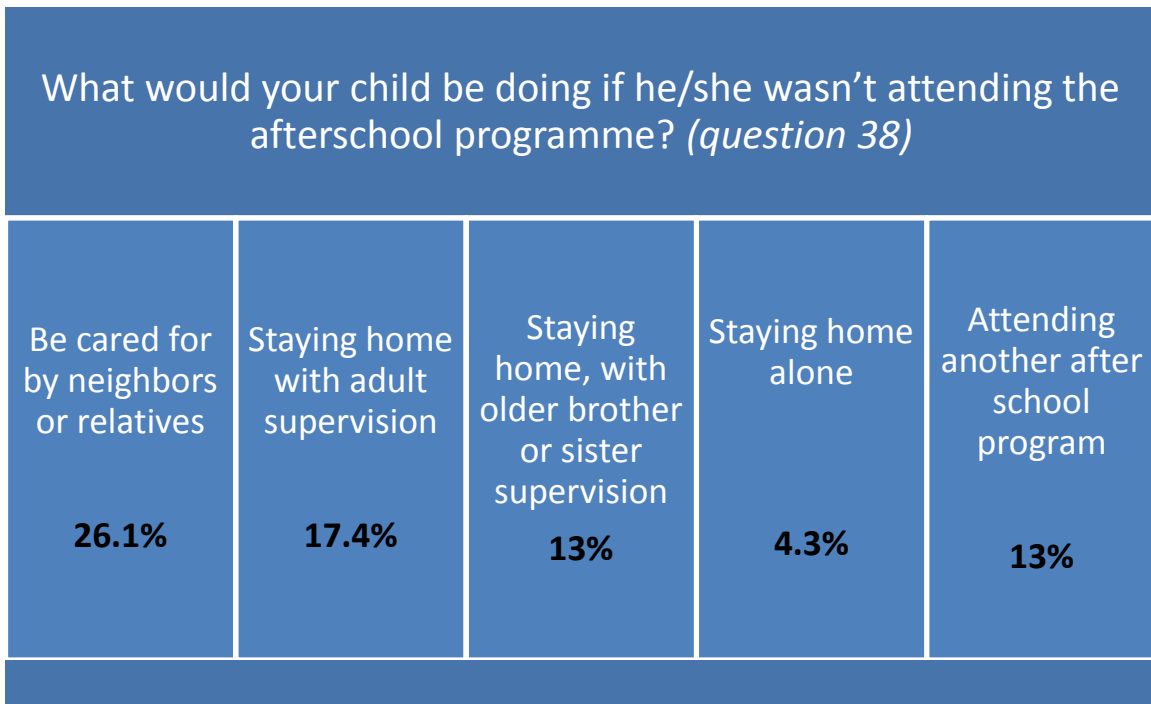 What would your child be doing if he/she wasn’t attending the
afterschool programme? (question 38)
Be cared for
by neighbors
or relatives
26.1%
Staying home
with adult
supervision
17.4%
Staying
home, with
older brother
or sister
supervision
13%
Staying home
alone
4.3%
Attending
another after
school
program
13%